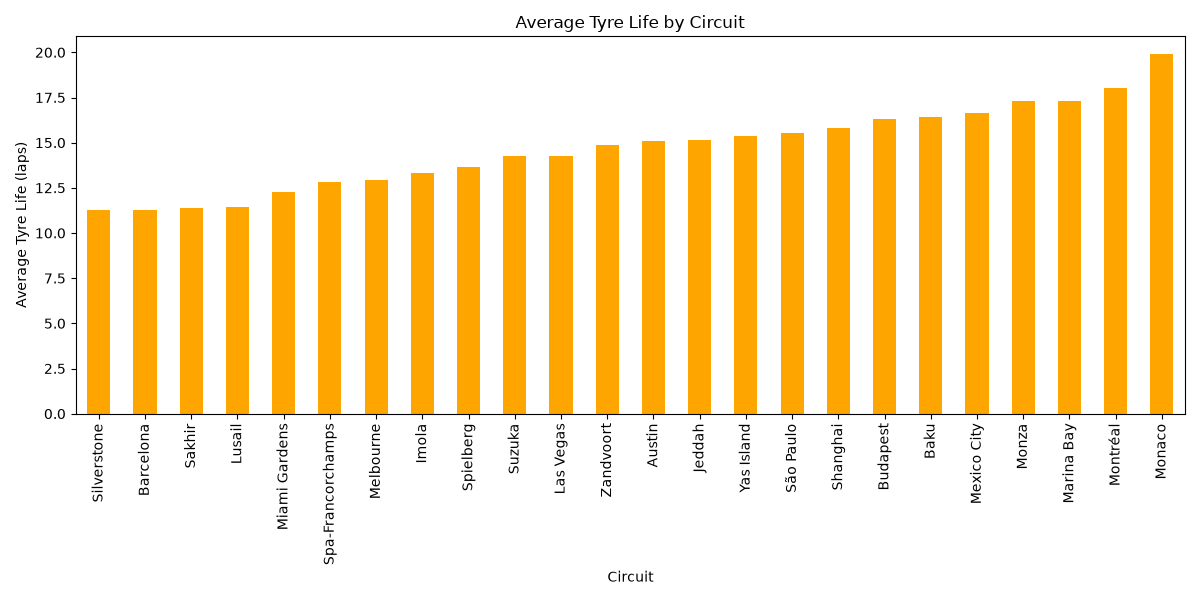 Average Tyre Life by Circuit
Average Tyre Life (laps)
20.0
17.5
15.0
12.5
10.0
7.5
5.0
2.5
0.0
Silverstone
Barcelona
Sakhir
Lusail
Miami Gardens
Spa-Francorchamps
Melbourne
Imola
Spielberg
Suzuka
Las Vegas
Zandvoort
Austin
Jeddah
Yas Island
São Paulo
Shanghai
Budapest
Baku
Mexico City
Monza
Marina Bay
Montréal
Monaco
Circuit